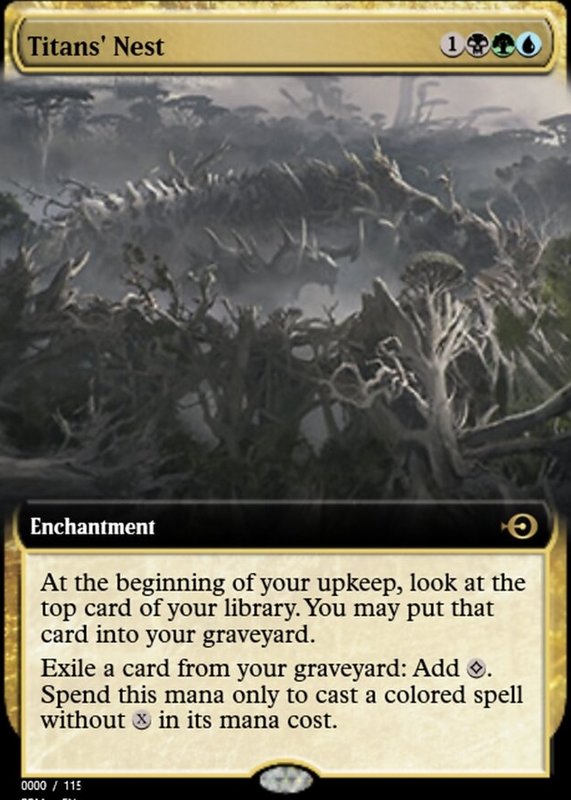 Titans' Nest 1
Enchantment
At the beginning of your upkeep, look at the
top card of your library. You may put that
card into your graveyard.
Exile a card from your graveyard: Add .
Spend this mana only to cast a colored spell
without X in its mana cost.
0000 / 115